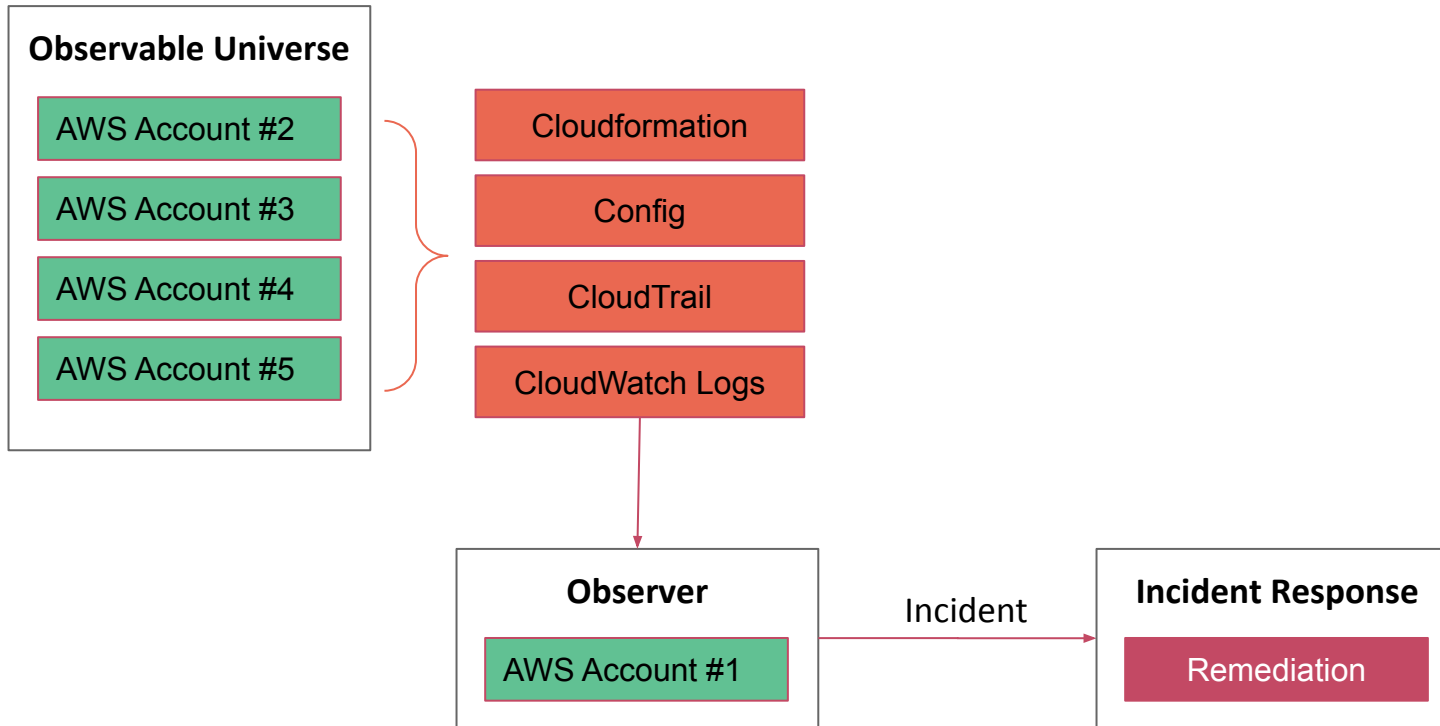 Observable Universe
AWS Account #2
AWS Account #3
AWS Account #4
AWS Account #5
Cloudformation
Config
CloudTrail
CloudWatch Logs
Observer
AWS Account #1
Incident
Incident Response
Remediation